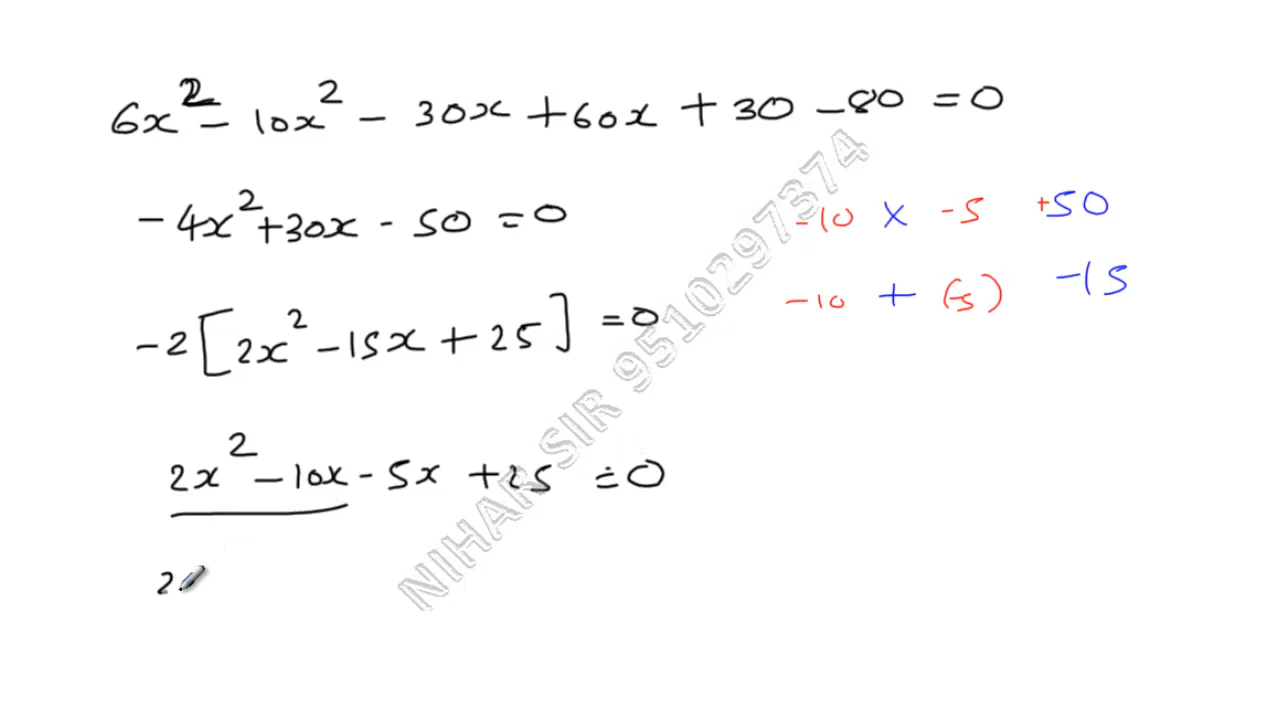 6x² - 10x² - 30x + 60x + 30 - 80 = 0
-4x² + 30x - 50 = 0
-10 x -5 +50
-10 + (-5) -15
-2[2x² - 15x + 25] = 0
2x² - 10x - 5x + 25 = 0
2
NIHAR SIR 9510297374